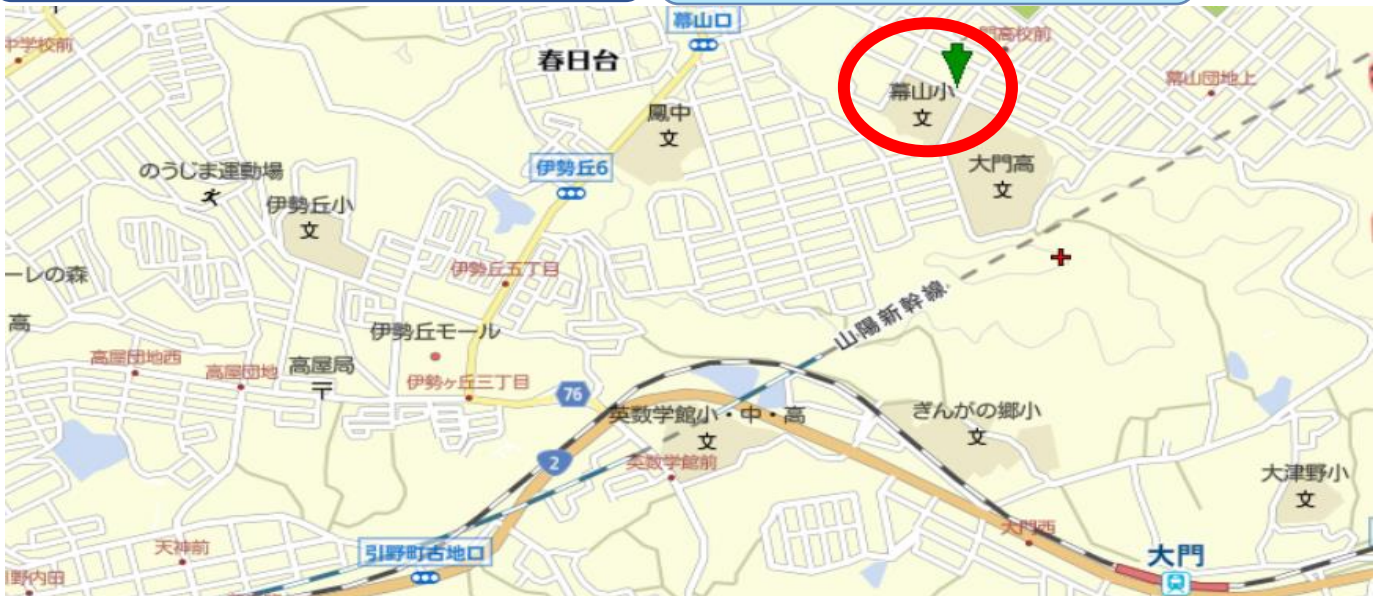 中学校前
幕山口
春日台
門高校前
幕山小
文
幕山団地上
鳳中
文
大門高
文
のうじま運動場
伊勢丘6
伊勢丘小
文
伊勢丘五丁目
ーレの森
高
伊勢丘モール
山陽新幹線
高屋団地西
高屋団地
高屋局
〒
伊勢ヶ丘三丁目
76
英数学館小・中・高
文
ぎんがの郷小
文
2
英数学館前
大津野小
文
大門西
天神前
引野町古地口
大門
野内田